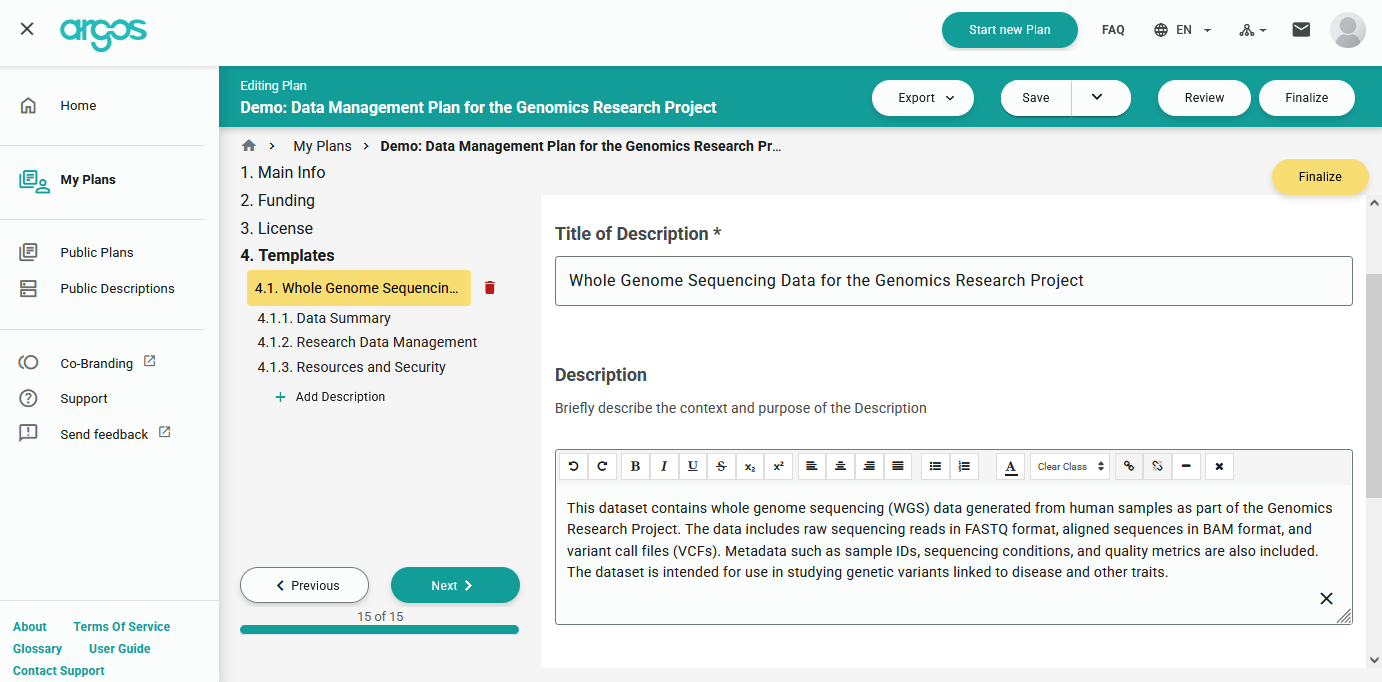 argos
Start new Plan
FAQ
EN
Home
My Plans
Public Plans
Public Descriptions
Co-Branding
Support
Send feedback
About Terms Of Service
Glossary User Guide
Contact Support
Editing Plan
Demo: Data Management Plan for the Genomics Research Project
Export
Save
Review
Finalize
My Plans Demo: Data Management Plan for the Genomics Research Pr...
Finalize
1. Main Info
2. Funding
3. License
4. Templates
4.1. Whole Genome Sequencin...
4.1.1. Data Summary
4.1.2. Research Data Management
4.1.3. Resources and Security
+ Add Description
Previous
Next
15 of 15
Title of Description *
Whole Genome Sequencing Data for the Genomics Research Project
Description
Briefly describe the context and purpose of the Description
B I U S x₂ x² A Clear Class
This dataset contains whole genome sequencing (WGS) data generated from human samples as part of the Genomics
Research Project. The data includes raw sequencing reads in FASTQ format, aligned sequences in BAM format, and
variant call files (VCFs). Metadata such as sample IDs, sequencing conditions, and quality metrics are also included.
The dataset is intended for use in studying genetic variants linked to disease and other traits.